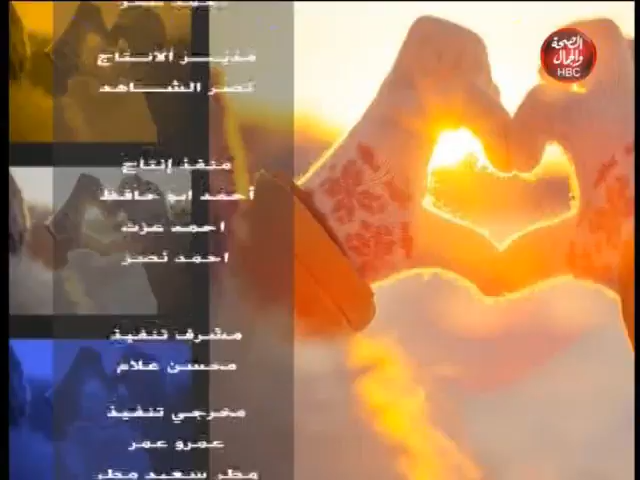 مدير الانتاج
نصر الشاهد
منفذ إنتاج
أحمد ابو حافظ
احمد عزت
احمد نصر
مشرف تنفيذ
محسن علام
مخرجي تنفيذ
عمرو عمر
مطر سعيد مطر
الصحة
والجمال
HBC